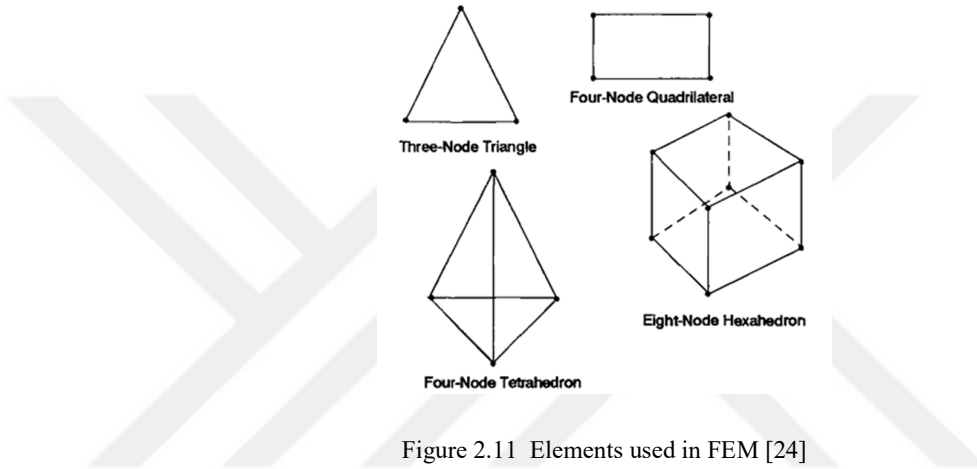 Three-Node Triangle
Four-Node Quadrilateral
Four-Node Tetrahedron
Eight-Node Hexahedron
Figure 2.11 Elements used in FEM [24]